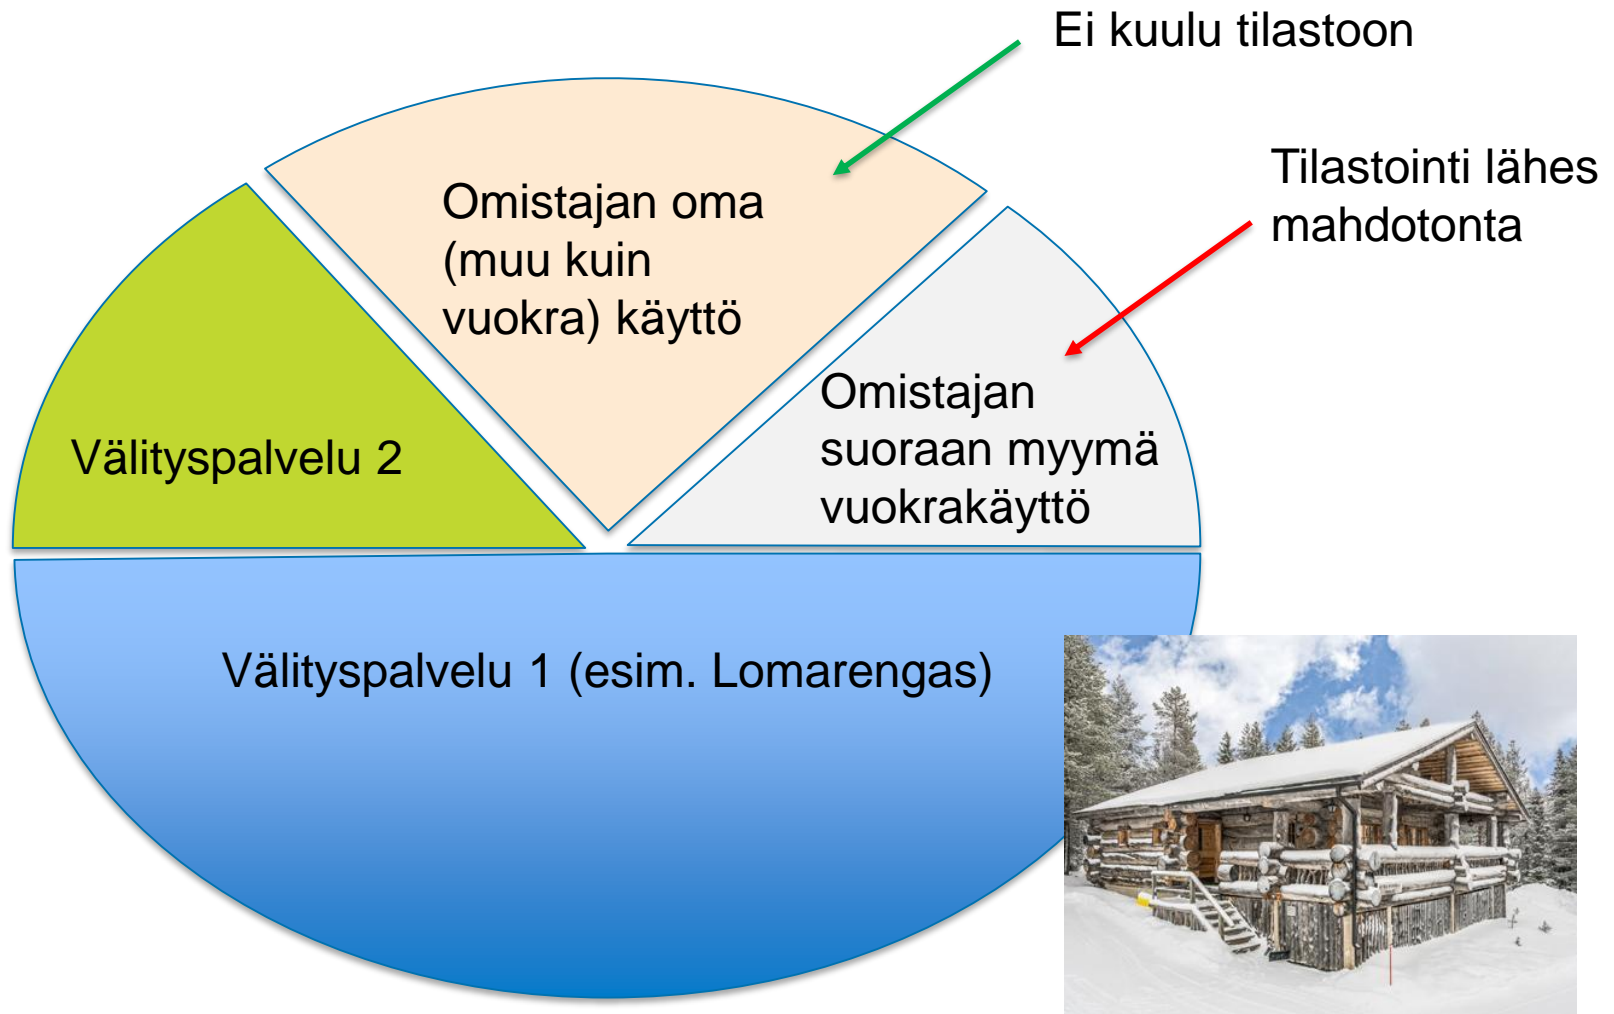 Ei kuulu tilastoon
Tilastointi lähes
mahdotonta
Omistajan oma
(muu kuin
vuokra) käyttö
Omistajan
suoraan myymä
vuokrakäyttö
Välityspalvelu 2
Välityspalvelu 1 (esim. Lomarengas)